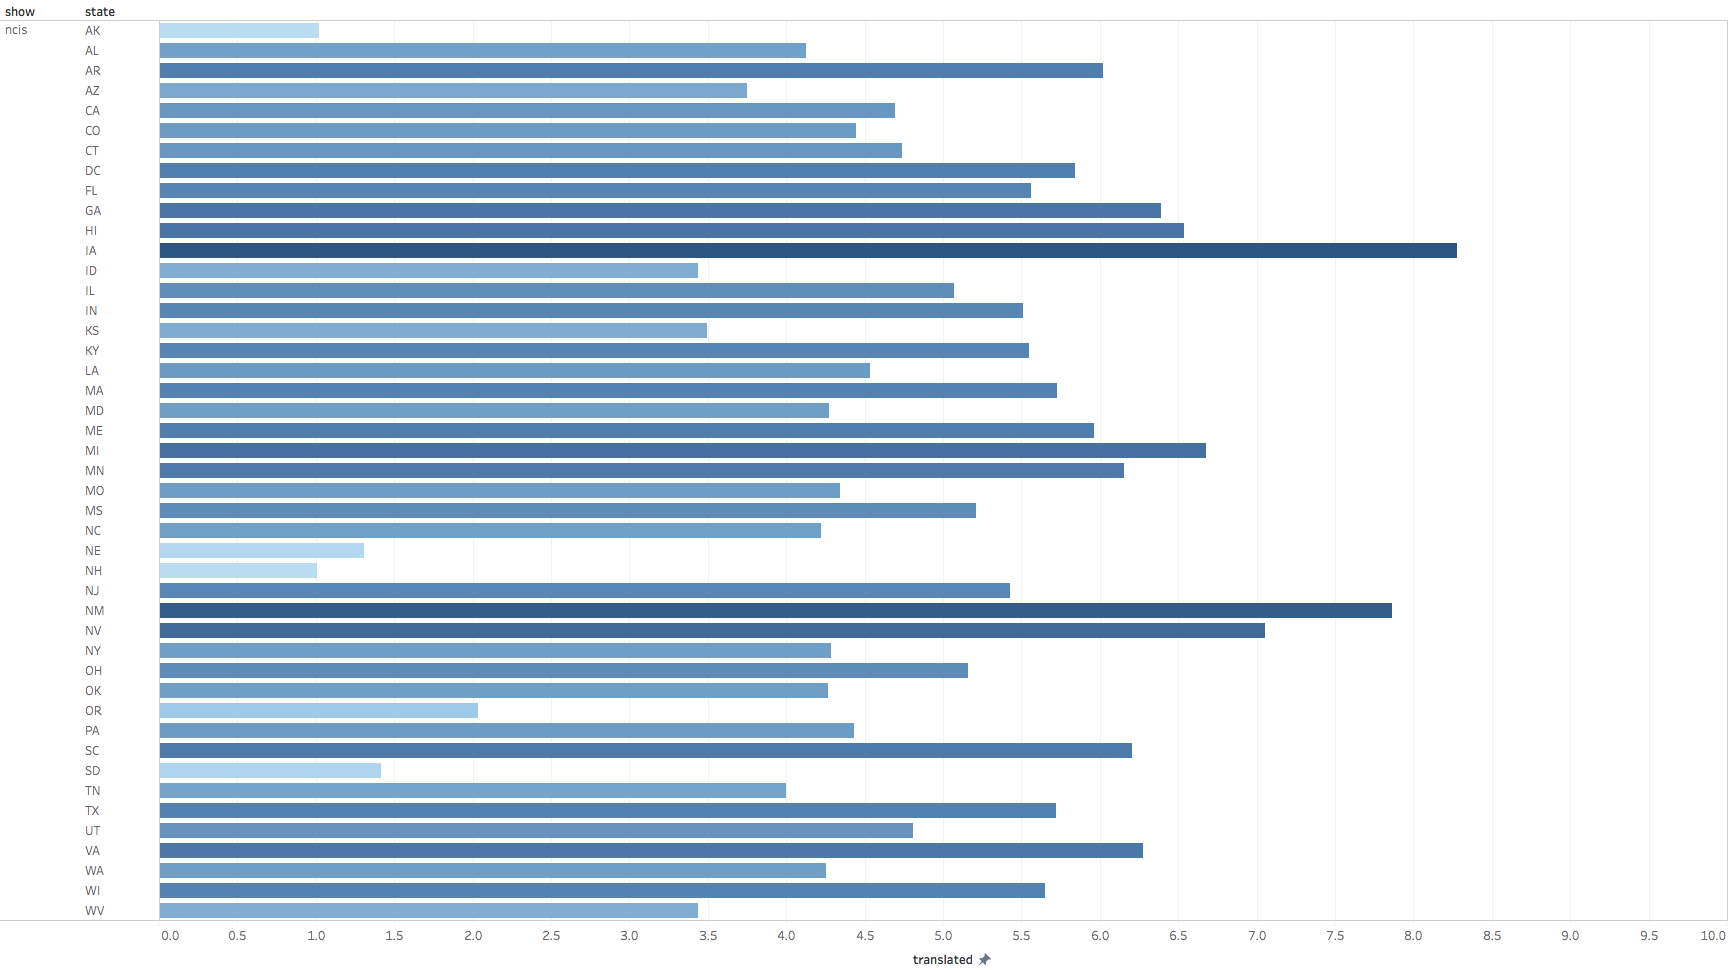 show state
ncis AK
AL
AR
AZ
CA
CO
CT
DC
FL
GA
HI
IA
ID
IL
IN
KS
KY
LA
MA
MD
ME
MI
MN
MO
MS
NC
NE
NH
NJ
NM
NV
NY
OH
OK
OR
PA
SC
SD
TN
TX
UT
VA
WA
WI
WV
0.0 0.5 1.0 1.5 2.0 2.5 3.0 3.5 4.0 4.5 5.0 5.5 6.0 6.5 7.0 7.5 8.0 8.5 9.0 9.5 10.0
translated